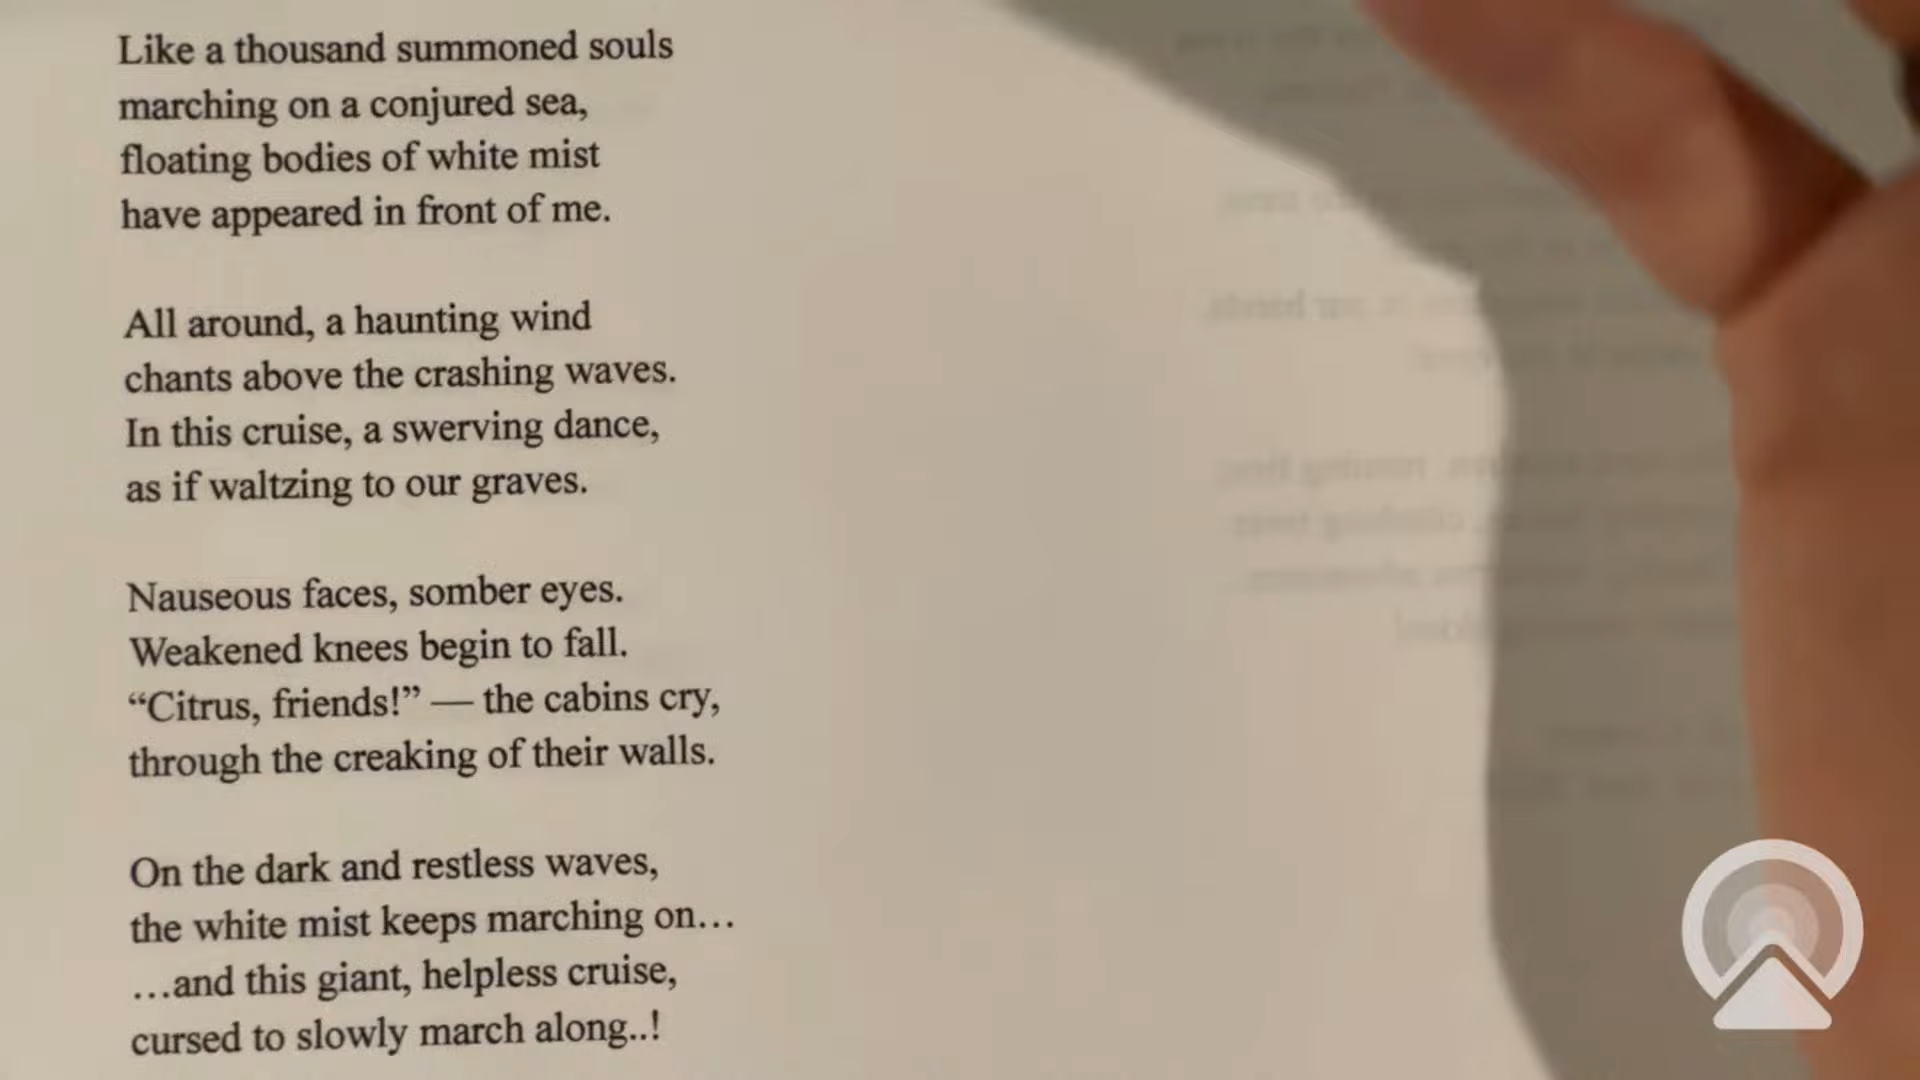 Like a thousand summoned souls
marching on a conjured sea,
floating bodies of white mist
have appeared in front of me.
All around, a haunting wind
chants above the crashing waves.
In this cruise, a swerving dance,
as if waltzing to our graves.
Nauseous faces, somber eyes.
Weakened knees begin to fall.
“Citrus, friends!” — the cabins cry,
through the creaking of their walls.
On the dark and restless waves,
the white mist keeps marching on…
…and this giant, helpless cruise,
cursed to slowly march along..!